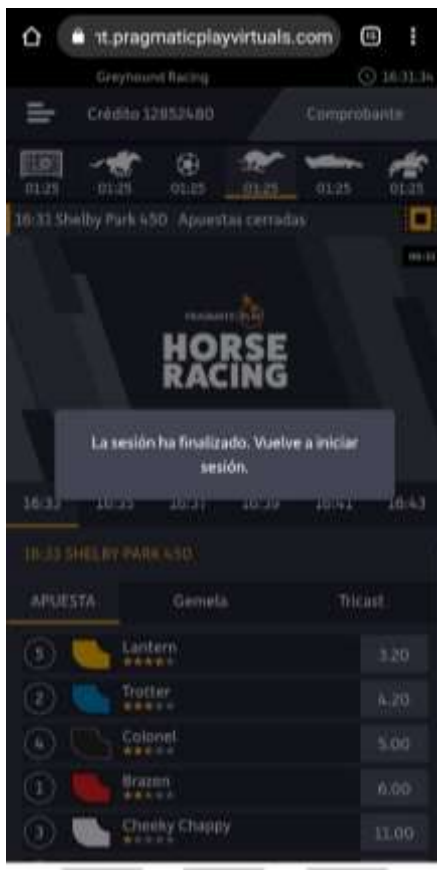 nt.pragmaticplayvirtuals.com
Greyhound Racing 16:31.34
Crédito 12852480 Comprobante
01:25 01:25 01:25 01:25 01:25 01:25
16:31 Shelby Park 450 Apuestas cerradas
PRAGMATIC PLAY
HORSE
RACING
La sesión ha finalizado. Vuelve a iniciar
sesión.
16:33 16:35 16:37 16:39 16:41 16:43
16:33 SHELBY PARK 450
APUESTA Gemela Tricast
5 Lantern 3.20
2 Trotter 4.20
4 Colonel 5.00
1 Brazen 6.00
3 Cheeky Chappy 11.00